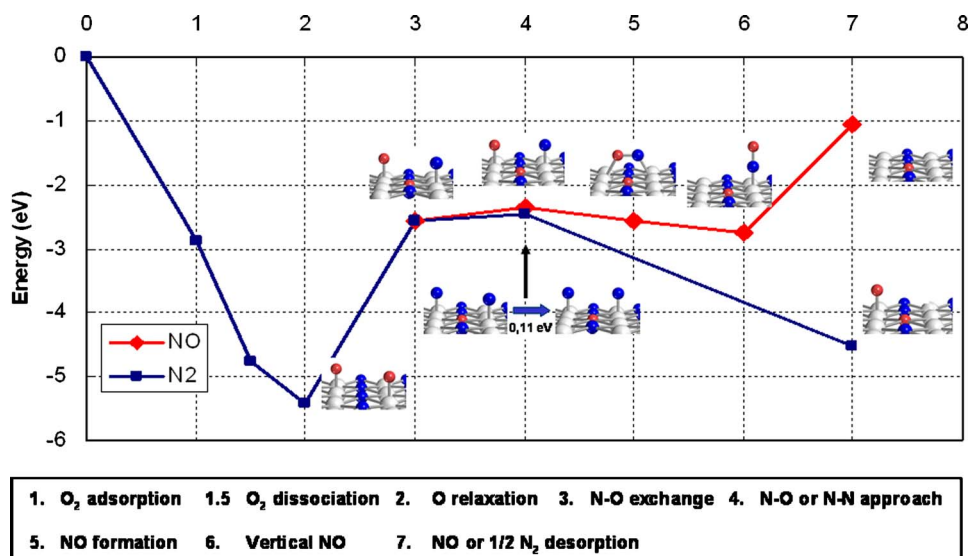 0 1 2 3 4 5 6 7 8
0
-1
-2
-3
-4
-5
-6
Energy (eV)
0,11 eV
NO
N2
1. O₂ adsorption 1.5 O₂ dissociation 2. O relaxation 3. N-O exchange 4. N-O or N-N approach
5. NO formation 6. Vertical NO 7. NO or 1/2 N₂ desorption